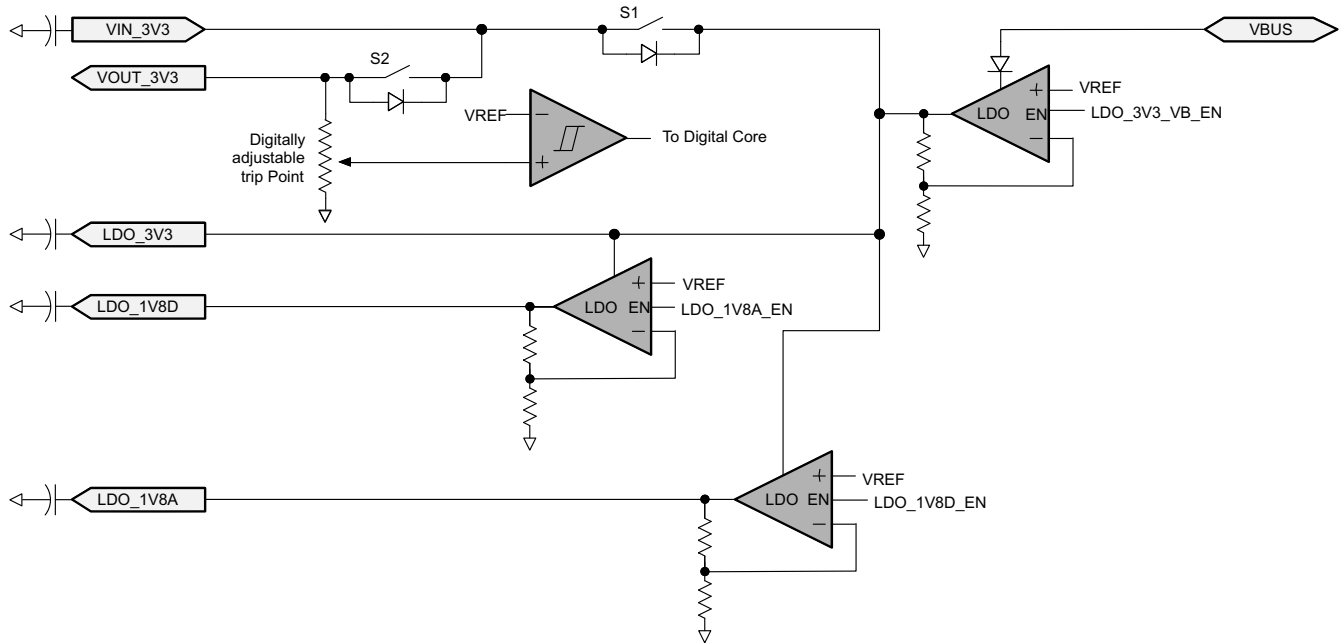 S1
VIN_3V3
VBUS
S2
VOUT_3V3
VREF
LDO
EN
LDO_3V3_VB_EN
VREF
To Digital Core
Digitally
adjustable
trip Point
LDO_3V3
VREF
LDO_1V8D
LDO
EN
LDO_1V8A_EN
VREF
LDO_1V8A
LDO
EN
LDO_1V8D_EN